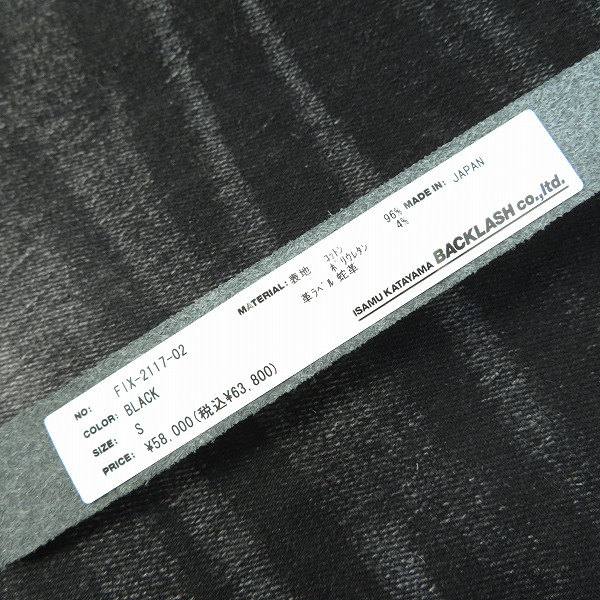 NO: FIX-2117-02
COLOR: BLACK
SIZE: S
PRICE: ¥58.000(税込¥63.800)
MATERIAL: 表地 コットン 96%
ポリウレタン 4%
革ラベル 蛇革
MADE IN: JAPAN
ISAMU KATAYAMA BACKLASH co.,ltd.